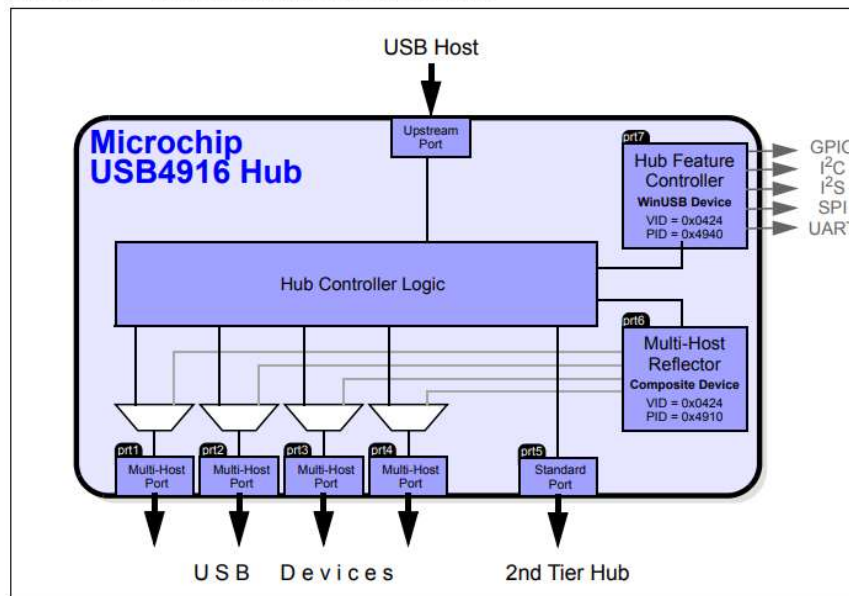 USB Host
Microchip
USB4916 Hub
Upstream
Port
prt7
Hub Feature
Controller
WinUSB Device
VID = 0x0424
PID = 0x4940
GPIO
I²C
I²S
SPI
UART
Hub Controller Logic
prt6
Multi-Host
Reflector
Composite Device
VID = 0x0424
PID = 0x4910
prt1
Multi-Host
Port
prt2
Multi-Host
Port
prt3
Multi-Host
Port
prt4
Multi-Host
Port
prt5
Standard
Port
USB Devices
2nd Tier Hub